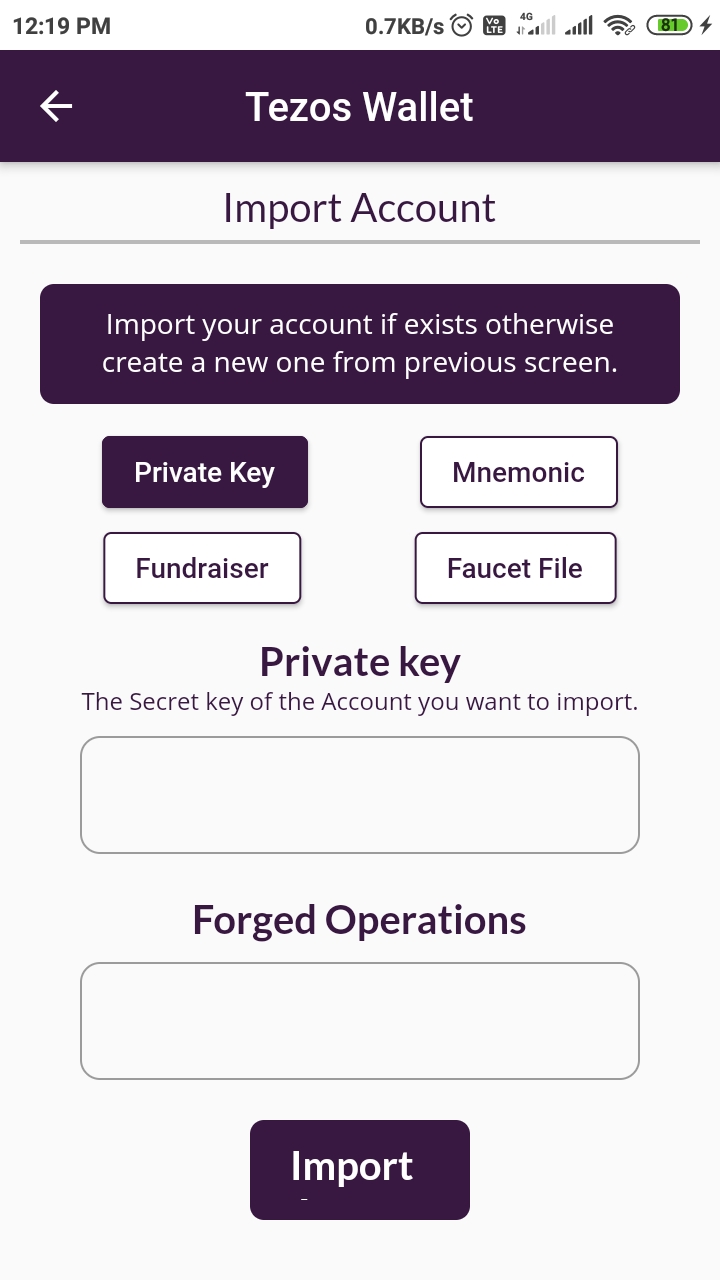 12:19 PM 0.7KB/s Vo LTE 4G 81
Tezos Wallet
Import Account
Import your account if exists otherwise
create a new one from previous screen.
Private Key Mnemonic
Fundraiser Faucet File
Private key
The Secret key of the Account you want to import.
Forged Operations
Import